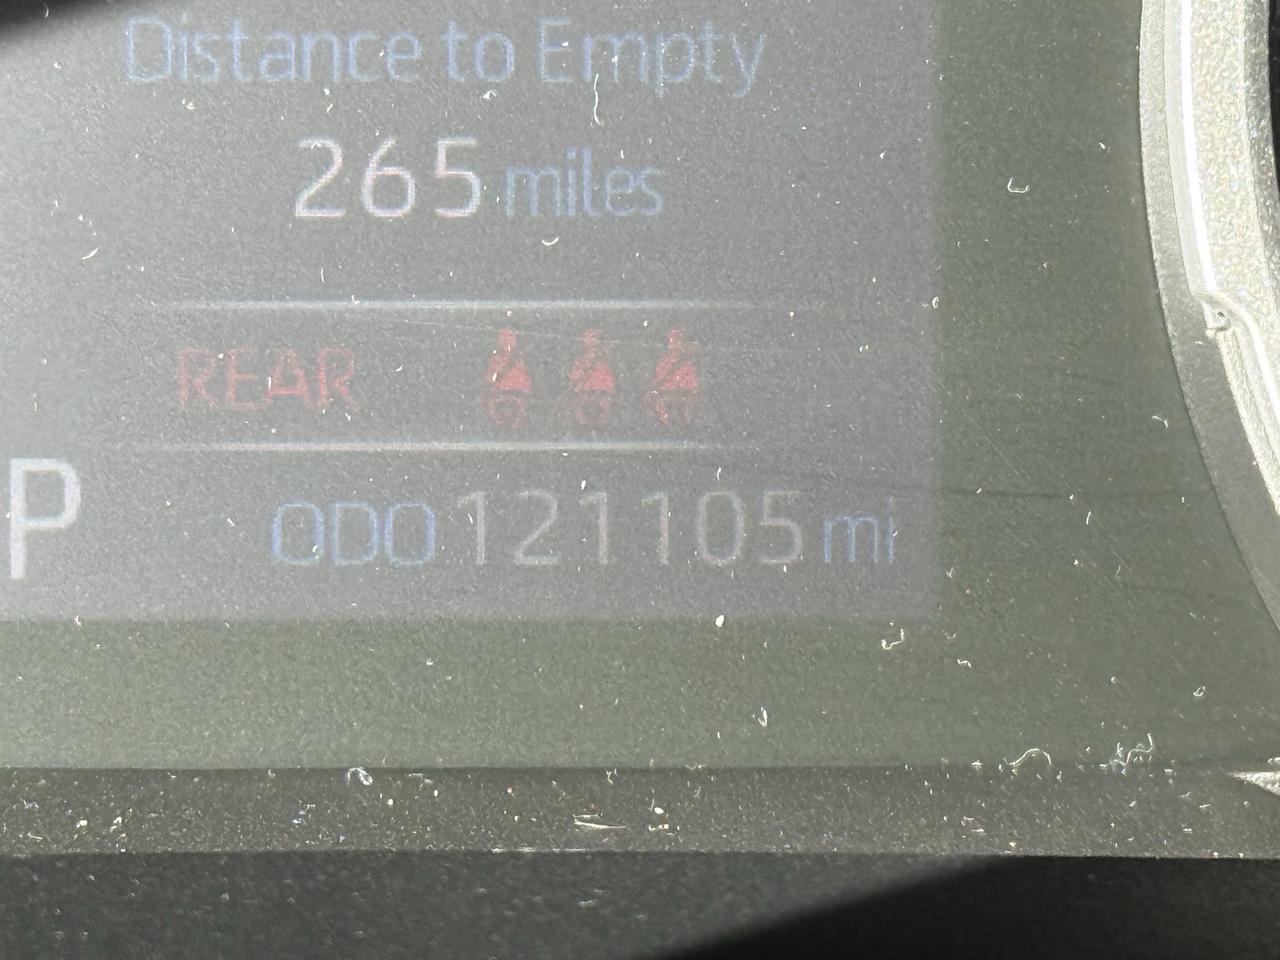 Distance to Empty
265 miles
REAR
P
ODO 121105 mi